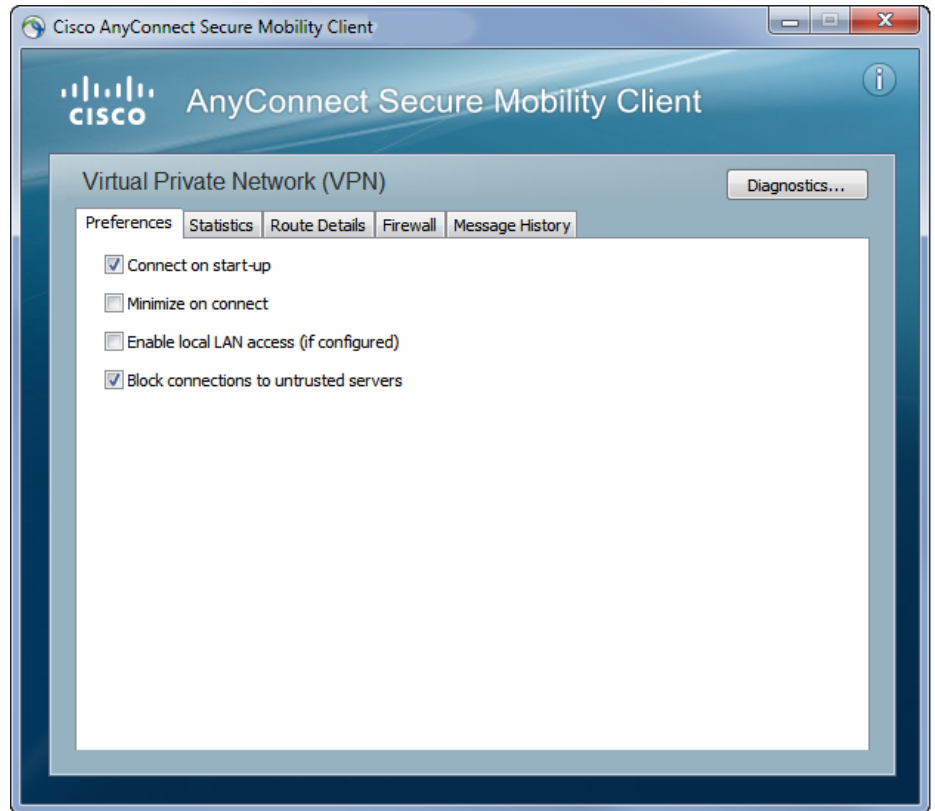 Cisco AnyConnect Secure Mobility Client
CISCO AnyConnect Secure Mobility Client
Virtual Private Network (VPN)
Diagnostics...
Preferences Statistics Route Details Firewall Message History
Connect on start-up
Minimize on connect
Enable local LAN access (if configured)
Block connections to untrusted servers